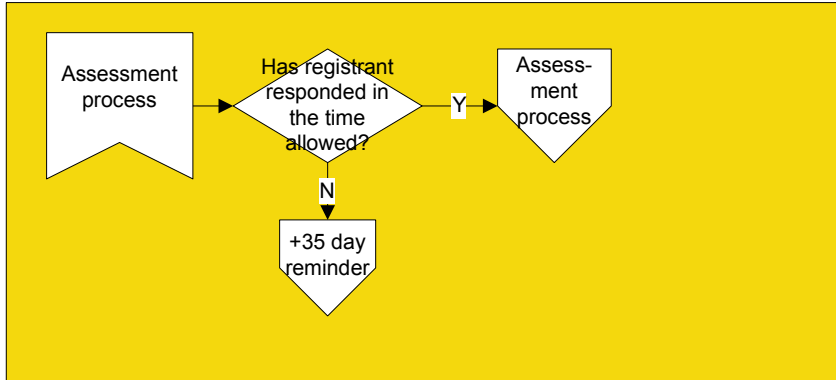 Assessment
process
Has registrant
responded in
the time
allowed?
Y
Assess-
ment
process
N
+35 day
reminder